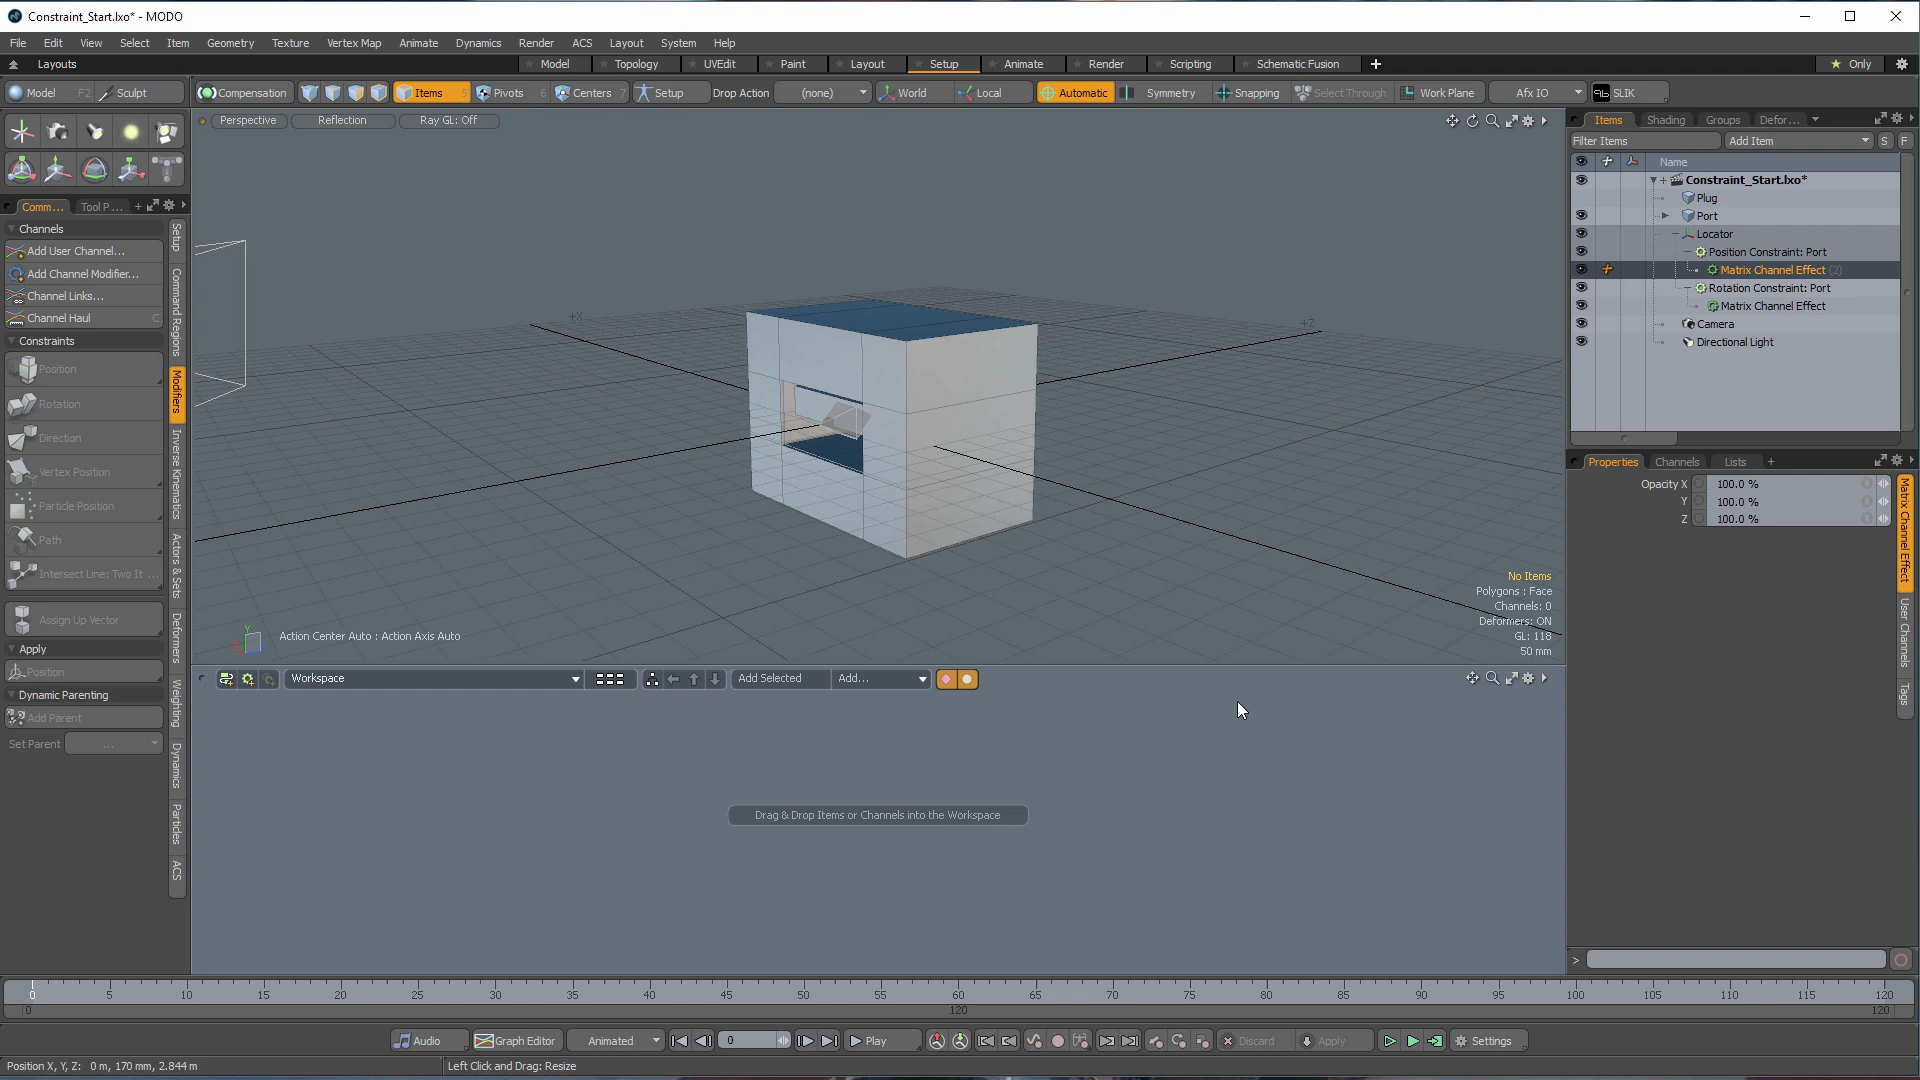 Constraint_Start.lxo* - MODO
File Edit View Select Item Geometry Texture Vertex Map Animate Dynamics Render ACS Layout System Help
Layouts Model Topology UVEdit Paint Layout Setup Animate Render Scripting Schematic Fusion + Only
Model F2 Sculpt Compensation Items 5 Pivots 6 Centers 7 Setup Drop Action (none) World Local Automatic Symmetry Snapping Select Through Work Plane Afx IO SLIK
Perspective Reflection Ray GL: Off
Comm... Tool P... +
Channels
Add User Channel...
Add Channel Modifier...
Channel Links...
Channel Haul C
Constraints
Position
Rotation
Direction
Vertex Position
Particle Position
Path
Intersect Line: Two It ...
Assign Up Vector
Apply
Position
Dynamic Parenting
Add Parent
Set Parent ...
Setup
Command Regions
Modifiers
Inverse Kinematics
Actors & Sets
Deformers
Weighting
Dynamics
Particles
ACS
+X
+Z
Y
No Items
Polygons : Face
Channels: 0
Deformers: ON
GL: 118
50 mm
Action Center Auto : Action Axis Auto
Workspace Add Selected Add...
Drag & Drop Items or Channels into the Workspace
Items Shading Groups Defor...
Filter Items Add Item S F
Name
Constraint_Start.lxo*
Plug
Port
Locator
Position Constraint: Port
Matrix Channel Effect (2)
Rotation Constraint: Port
Matrix Channel Effect
Camera
Directional Light
Properties Channels Lists +
Opacity X 100.0 %
Y 100.0 %
Z 100.0 %
Matrix Channel Effect
User Channels
Tags
>
0 5 10 15 20 25 30 35 40 45 50 55 60 65 70 75 80 85 90 95 100 105 110 115 120
0 120 120
Audio Graph Editor Animated 0 Play Discard Apply Settings
Position X, Y, Z: 0 m, 170 mm, 2.844 m Left Click and Drag: Resize